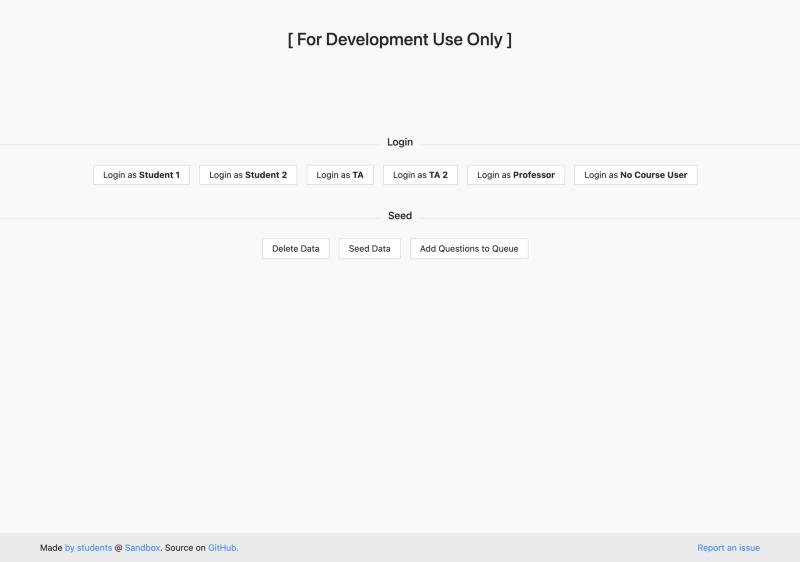 [ For Development Use Only ]
Login
Login as Student 1 Login as Student 2 Login as TA Login as TA 2 Login as Professor Login as No Course User
Seed
Delete Data Seed Data Add Questions to Queue
Made by students @ Sandbox. Source on GitHub. Report an issue